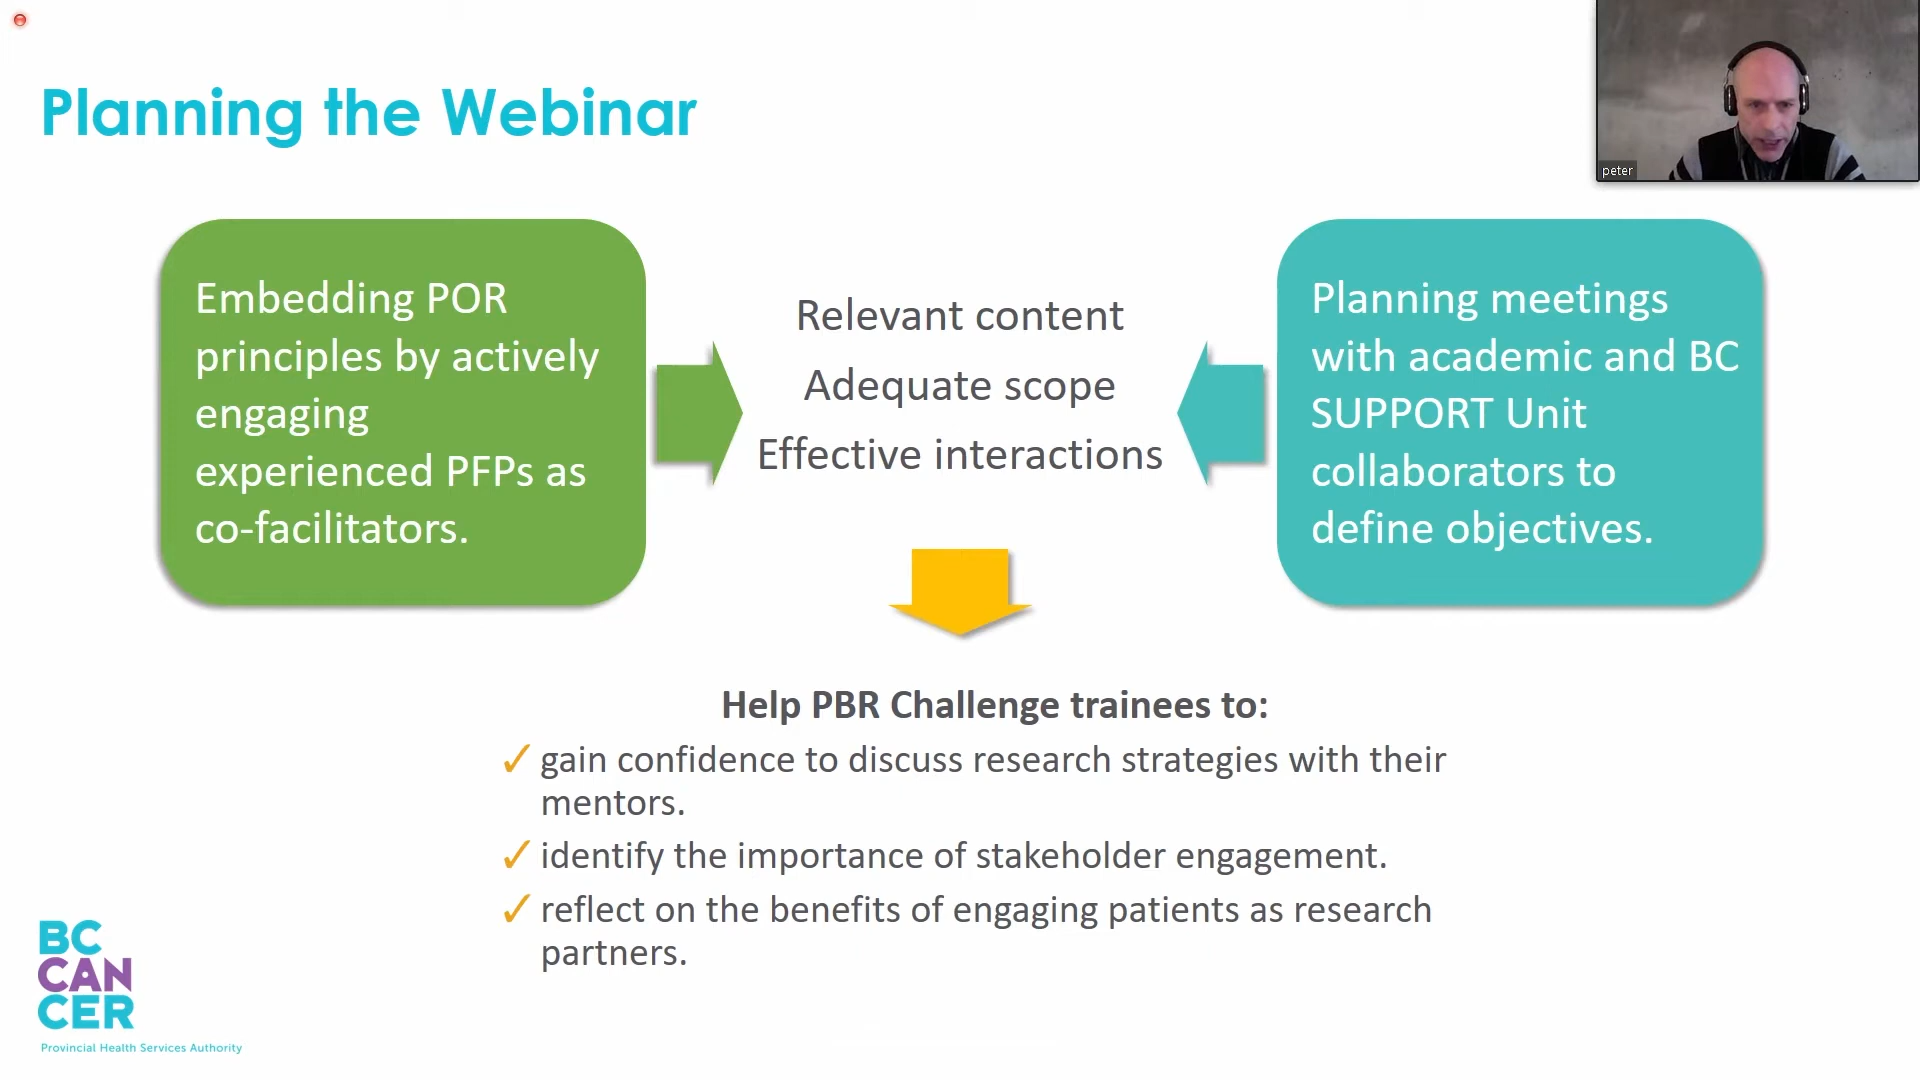 Planning the Webinar
peter
Embedding POR
principles by actively
engaging
experienced PFPs as
co-facilitators.
Relevant content
Adequate scope
Effective interactions
Planning meetings
with academic and BC
SUPPORT Unit
collaborators to
define objectives.
Help PBR Challenge trainees to:
✓ gain confidence to discuss research strategies with their
mentors.
✓ identify the importance of stakeholder engagement.
✓ reflect on the benefits of engaging patients as research
partners.
BC
CAN
CER
Provincial Health Services Authority